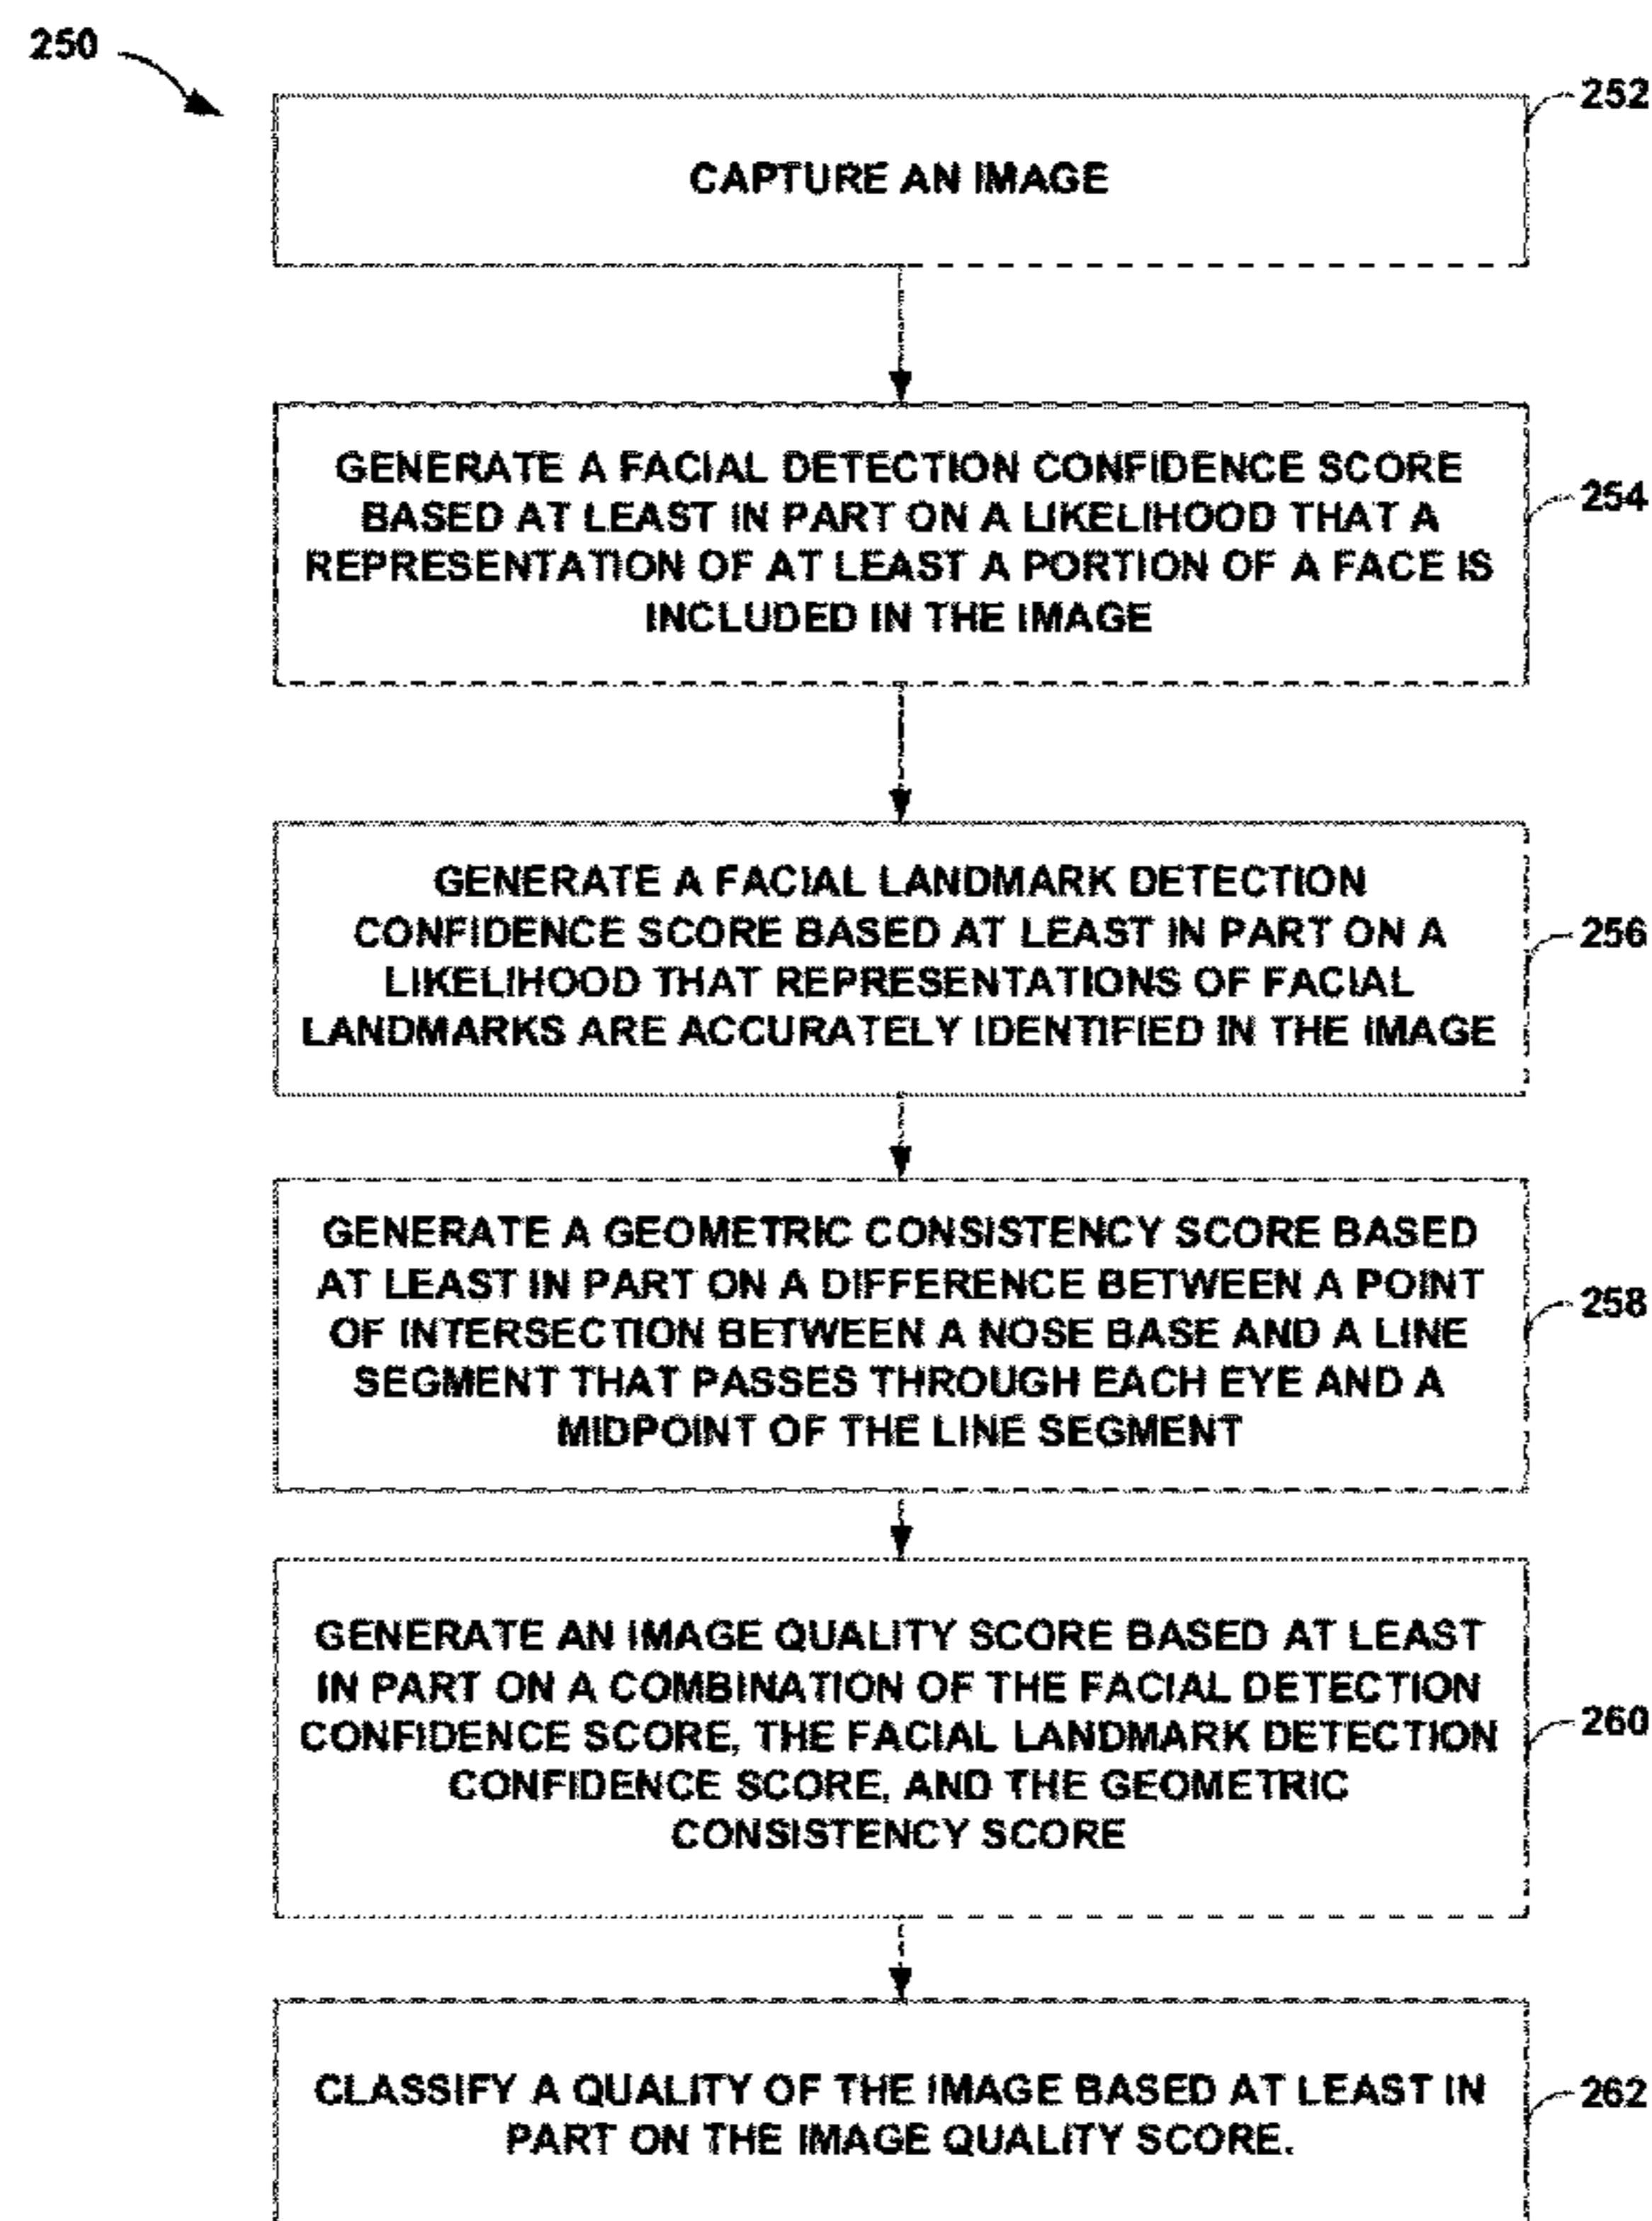 250
252
CAPTURE AN IMAGE
GENERATE A FACIAL DETECTION CONFIDENCE SCORE
BASED AT LEAST IN PART ON A LIKELIHOOD THAT A
REPRESENTATION OF AT LEAST A PORTION OF A FACE IS
INCLUDED IN THE IMAGE
254
GENERATE A FACIAL LANDMARK DETECTION
CONFIDENCE SCORE BASED AT LEAST IN PART ON A
LIKELIHOOD THAT REPRESENTATIONS OF FACIAL
LANDMARKS ARE ACCURATELY IDENTIFIED IN THE IMAGE
256
GENERATE A GEOMETRIC CONSISTENCY SCORE BASED
AT LEAST IN PART ON A DIFFERENCE BETWEEN A POINT
OF INTERSECTION BETWEEN A NOSE BASE AND A LINE
SEGMENT THAT PASSES THROUGH EACH EYE AND A
MIDPOINT OF THE LINE SEGMENT
258
GENERATE AN IMAGE QUALITY SCORE BASED AT LEAST
IN PART ON A COMBINATION OF THE FACIAL DETECTION
CONFIDENCE SCORE, THE FACIAL LANDMARK DETECTION
CONFIDENCE SCORE, AND THE GEOMETRIC
CONSISTENCY SCORE
260
CLASSIFY A QUALITY OF THE IMAGE BASED AT LEAST IN
PART ON THE IMAGE QUALITY SCORE.
262